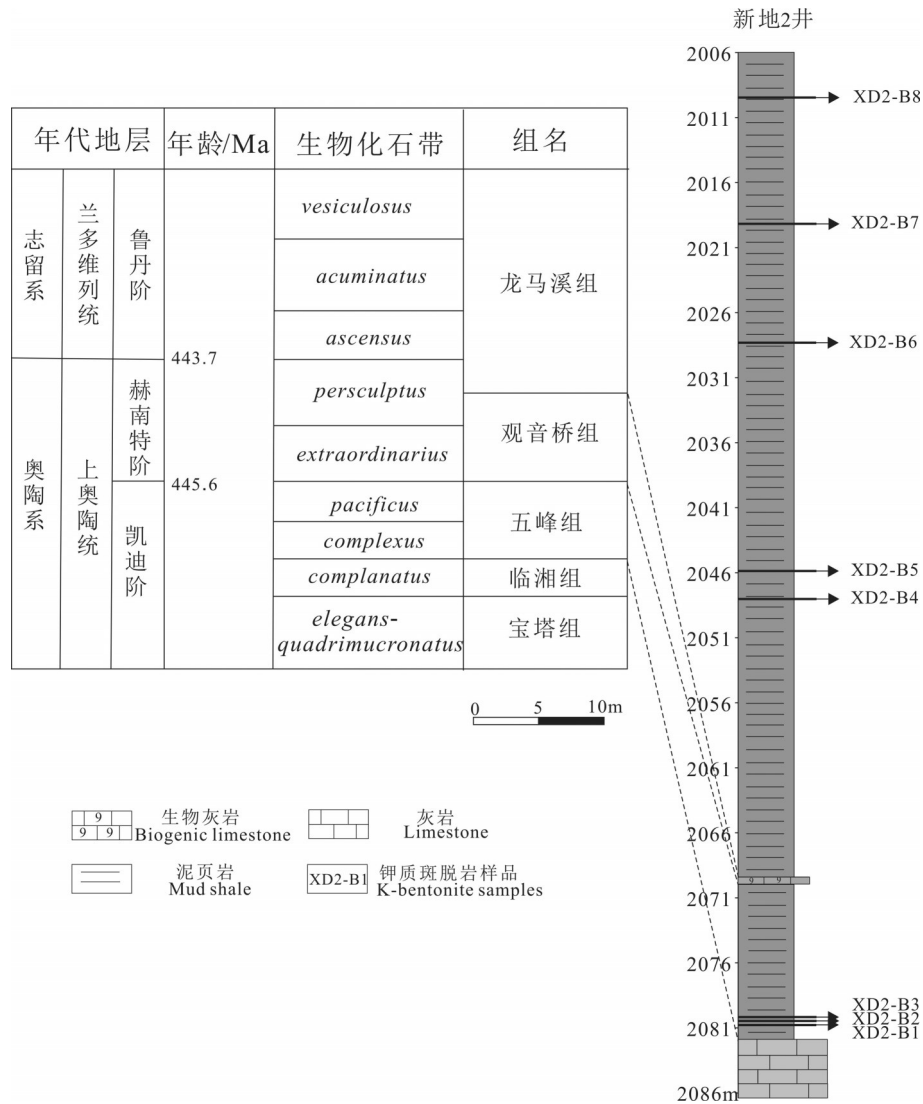 新地2井
2006
XD2-B8
2011
2016
XD2-B7
2021
2026
XD2-B6
2031
2036
2041
XD2-B5
2046
XD2-B4
2051
2056
2061
2066
9 9
2071
2076
XD2-B3
XD2-B2
2081
XD2-B1
2086m
年代地层
年龄/Ma
生物化石带
组名
志留系
兰多维列统
鲁丹阶
vesiculosus
acuminatus
ascensus
龙马溪组
443.7
奥陶系
上奥陶统
赫南特阶
persculptus
extraordinarius
观音桥组
445.6
凯迪阶
pacificus
complexus
五峰组
complanatus
临湘组
elegans-
quadrimucronatus
宝塔组
0 5 10m
9
9 9
生物灰岩
Biogenic limestone
灰岩
Limestone
泥页岩
Mud shale
XD2-B1
钾质斑脱岩样品
K-bentonite samples